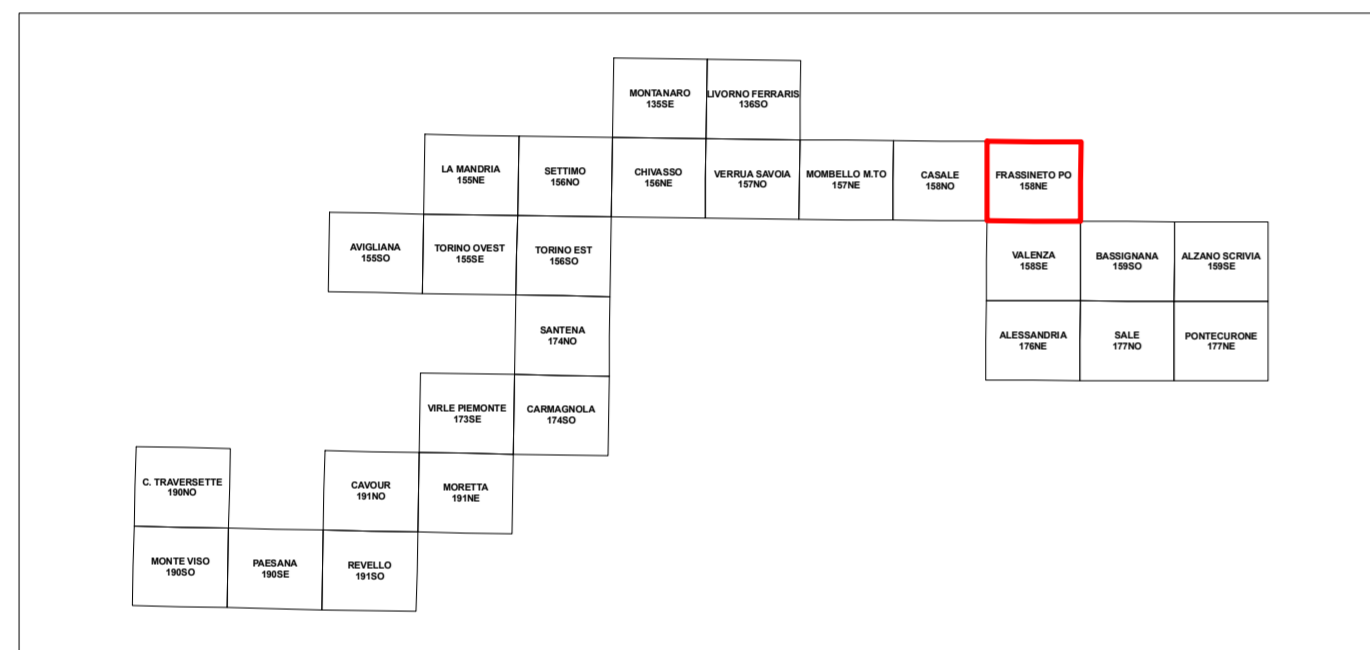 MONTANARO
135SE
LIVORNO FERRARIS
136SO
LA MANDRIA
155NE
SETTIMO
156NO
CHIVASSO
156NE
VERRUA SAVOIA
157NO
MOMBELLO M.TO
157NE
CASALE
158NO
FRASSINETO PO
158NE
AVIGLIANA
155SO
TORINO OVEST
155SE
TORINO EST
156SO
VALENZA
158SE
BASSIGNANA
159SO
ALZANO SCRIVIA
159SE
SANTENA
174NO
ALESSANDRIA
176NE
SALE
177NO
PONTECURONE
177NE
VIRLE PIEMONTE
173SE
CARMAGNOLA
174SO
C. TRAVERSETTE
190NO
CAVOUR
191NO
MORETTA
191NE
MONTE VISO
190SO
PAESANA
190SE
REVELLO
191SO